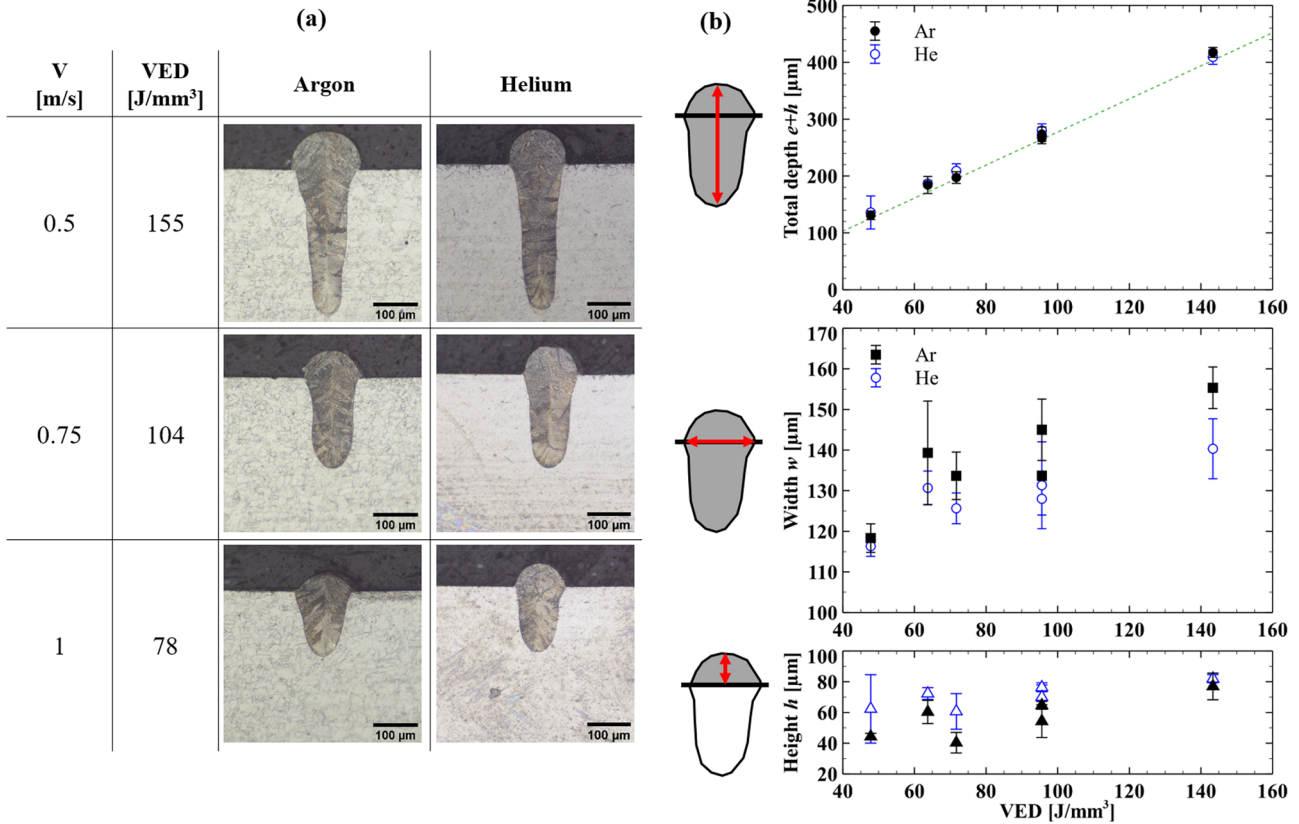 (a)
V
[m/s]
VED
[J/mm³]
Argon
Helium
0.5
155
100 µm
100 µm
0.75
104
100 µm
100 µm
1
78
100 µm
100 µm
(b)
Total depth e+h [µm]
500
400
300
200
100
0
Ar
He
40 60 80 100 120 140 160
Width w [µm]
170
160
150
140
130
120
110
100
Ar
He
40 60 80 100 120 140 160
Height h [µm]
100
80
60
40
20
40 60 80 100 120 140 160
VED [J/mm³]